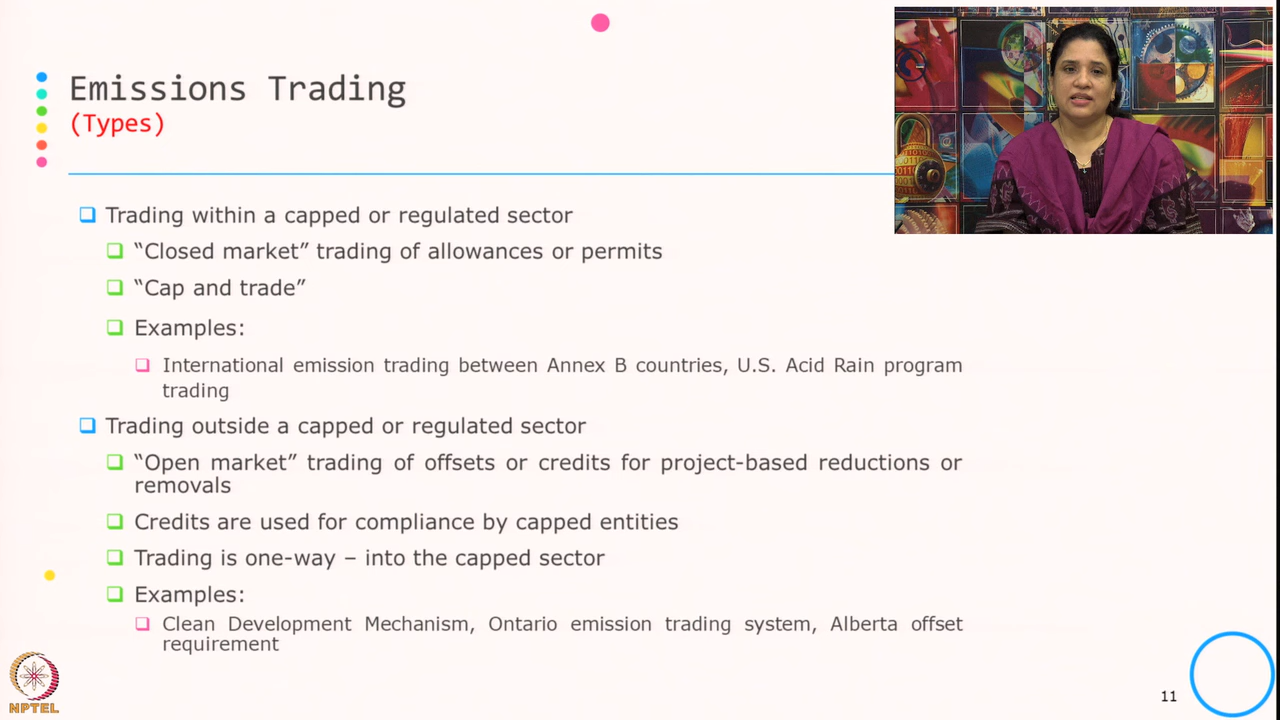 Emissions Trading
(Types)
Trading within a capped or regulated sector
“Closed market” trading of allowances or permits
“Cap and trade”
Examples:
International emission trading between Annex B countries, U.S. Acid Rain program
trading
Trading outside a capped or regulated sector
“Open market” trading of offsets or credits for project-based reductions or
removals
Credits are used for compliance by capped entities
Trading is one-way – into the capped sector
Examples:
Clean Development Mechanism, Ontario emission trading system, Alberta offset
requirement
NPTEL
11